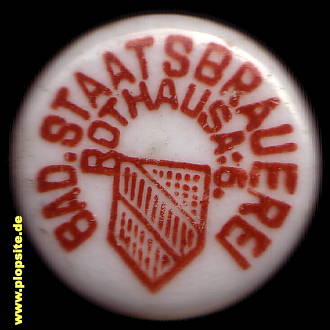 BAD. STAATSBRAUEREI
ROTHAUS A.G.
www.plopsite.de